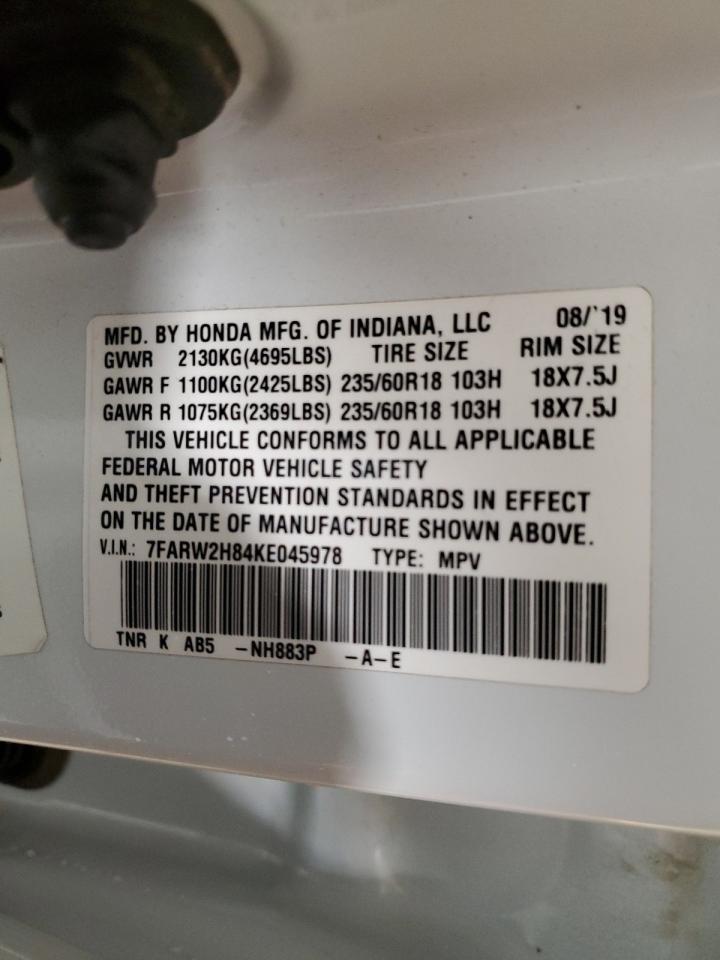 MFD. BY HONDA MFG. OF INDIANA, LLC 08/'19
GVWR 2130KG(4695LBS) TIRE SIZE RIM SIZE
GAWR F 1100KG(2425LBS) 235/60R18 103H 18X7.5J
GAWR R 1075KG(2369LBS) 235/60R18 103H 18X7.5J
THIS VEHICLE CONFORMS TO ALL APPLICABLE
FEDERAL MOTOR VEHICLE SAFETY
AND THEFT PREVENTION STANDARDS IN EFFECT
ON THE DATE OF MANUFACTURE SHOWN ABOVE.
V.I.N.: 7FARW2H84KE045978 TYPE: MPV
TNR K AB5 -NH883P -A-E